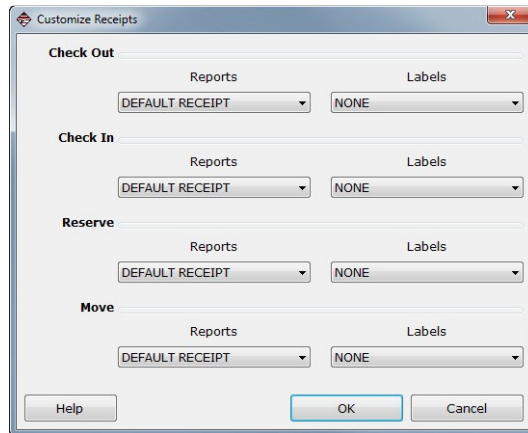 Customize Receipts
x
Check Out
Reports Labels
DEFAULT RECEIPT NONE
Check In
Reports Labels
DEFAULT RECEIPT NONE
Reserve
Reports Labels
DEFAULT RECEIPT NONE
Move
Reports Labels
DEFAULT RECEIPT NONE
Help OK Cancel